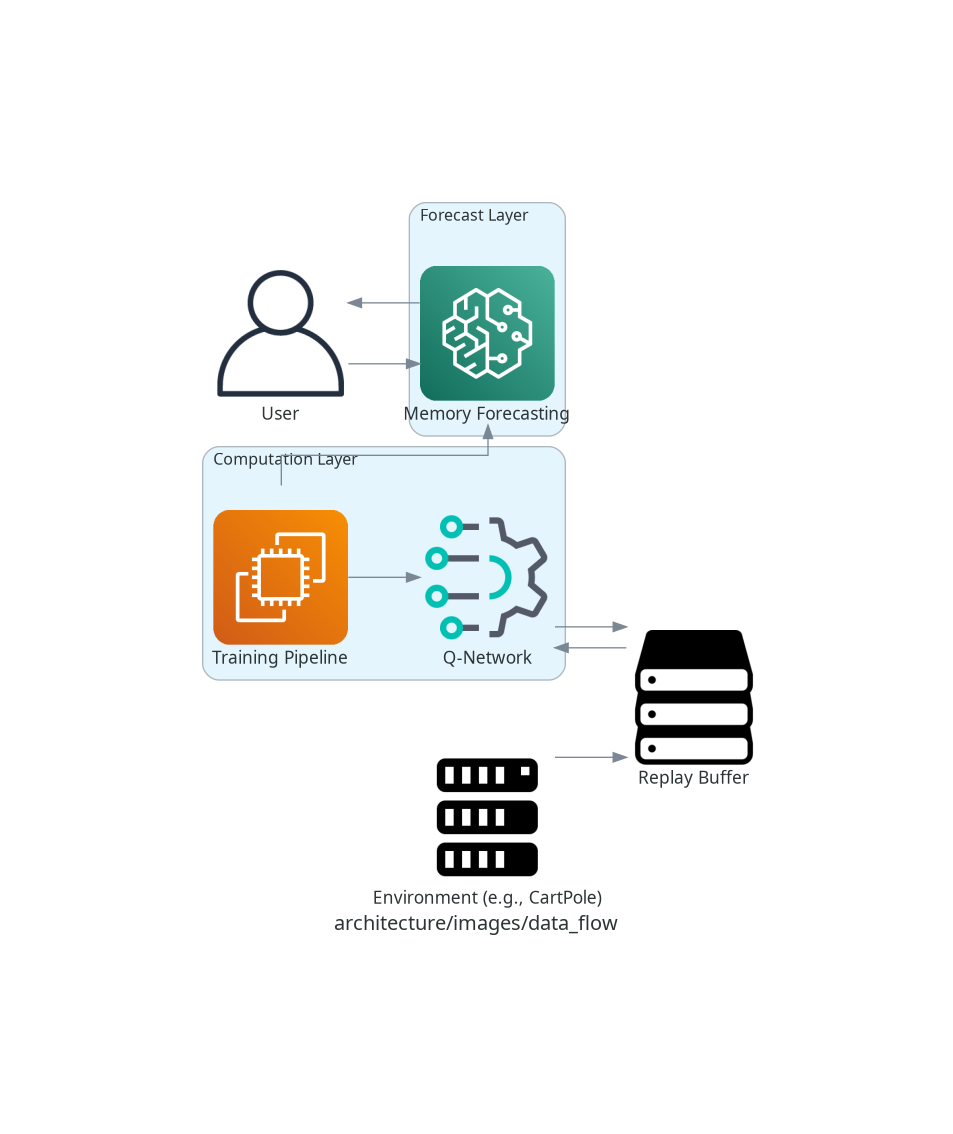 Forecast Layer
User
Memory Forecasting
Computation Layer
Training Pipeline
Q-Network
Replay Buffer
Environment (e.g., CartPole)
architecture/images/data_flow